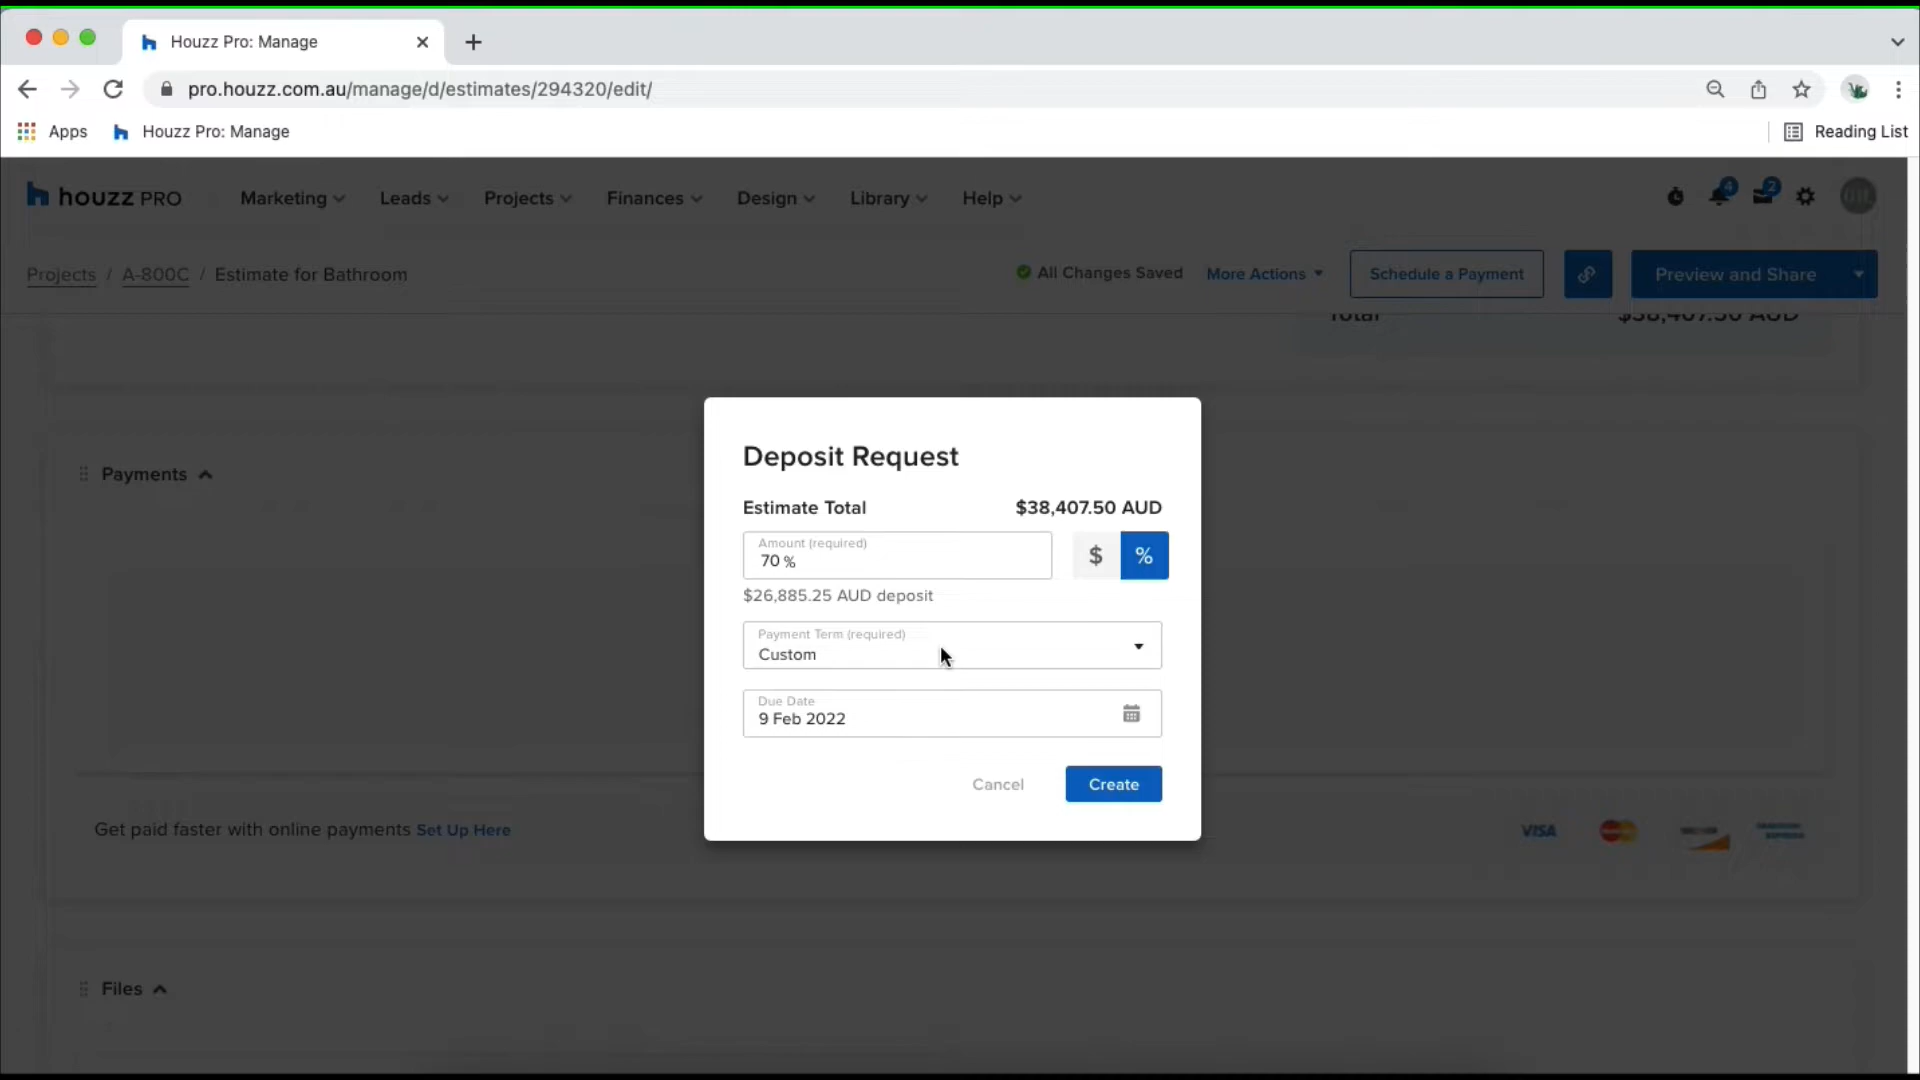 Houzz Pro: Manage
pro.houzz.com.au/manage/d/estimates/294320/edit/
Apps
Houzz Pro: Manage
Reading List
houzz PRO
Marketing
Leads
Projects
Finances
Design
Library
Help
4
2
Projects / A-800C / Estimate for Bathroom
All Changes Saved
More Actions
Schedule a Payment
Preview and Share
Total
$38,407.50 AUD
Payments
Deposit Request
Estimate Total
$38,407.50 AUD
Amount (required)
70 %
$
%
$26,885.25 AUD deposit
Payment Term (required)
Custom
Due Date
9 Feb 2022
Cancel
Create
Get paid faster with online payments Set Up Here
VISA
Files